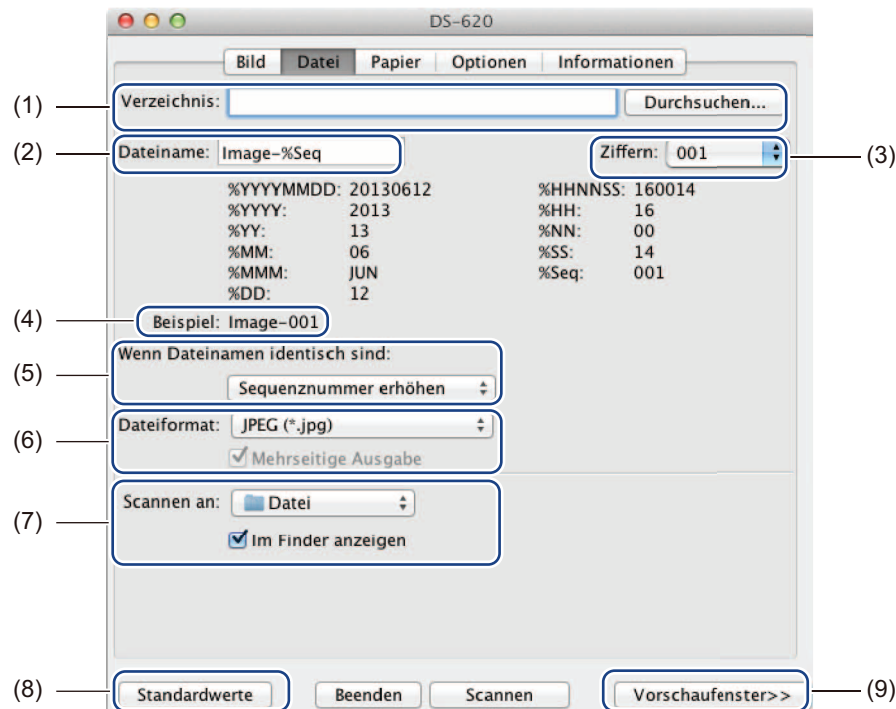 DS-620
Bild Datei Papier Optionen Informationen
(1) Verzeichnis: Durchsuchen...
(2) Dateiname: Image-%Seq Ziffern: 001 (3)
%YYYYMMDD: 20130612 %HHNNSS: 160014
%YYYY: 2013 %HH: 16
%YY: 13 %NN: 00
%MM: 06 %SS: 14
%MMM: JUN %Seq: 001
%DD: 12
(4) Beispiel: Image-001
Wenn Dateinamen identisch sind:
(5) Sequenznummer erhöhen
(6) Dateiformat: JPEG (*.jpg)
Mehrseitige Ausgabe
(7) Scannen an: Datei
Im Finder anzeigen
(8) Standardwerte Beenden Scannen Vorschaufenster>> (9)